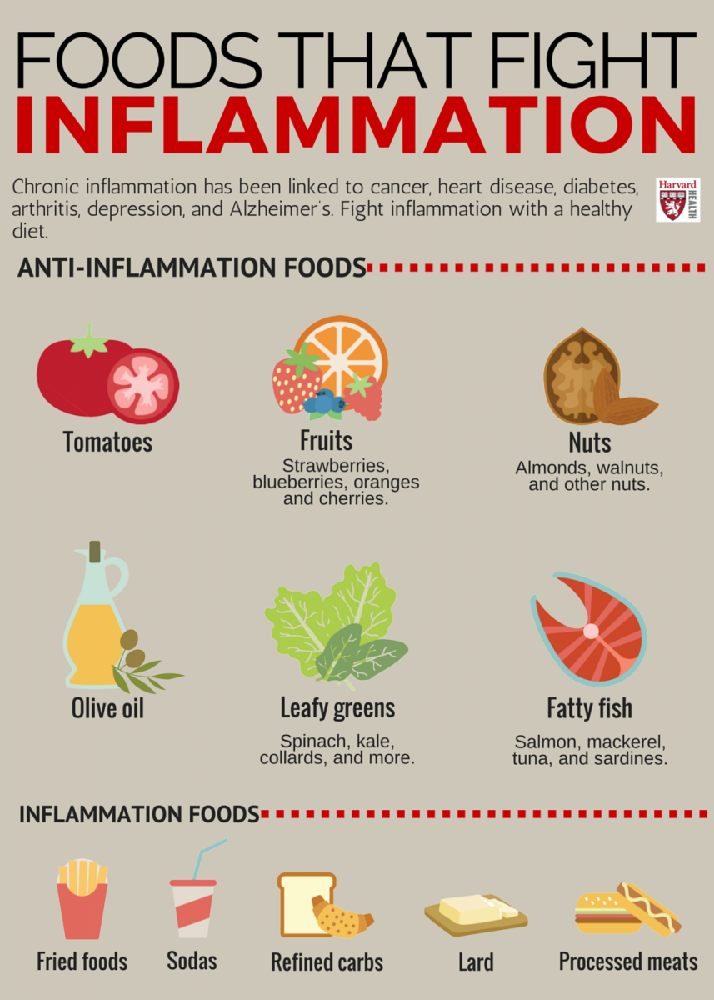 FOODS THAT FIGHT
INFLAMMATION
Chronic inflammation has been linked to cancer, heart disease, diabetes,
arthritis, depression, and Alzheimer's. Fight inflammation with a healthy
diet.
Harvard
HEALTH
ANTI-INFLAMMATION FOODS
Tomatoes
Fruits
Strawberries,
blueberries, oranges
and cherries.
Nuts
Almonds, walnuts,
and other nuts.
Olive oil
Leafy greens
Spinach, kale,
collards, and more.
Fatty fish
Salmon, mackerel,
tuna, and sardines.
INFLAMMATION FOODS
Fried foods
Sodas
Refined carbs
Lard
Processed meats